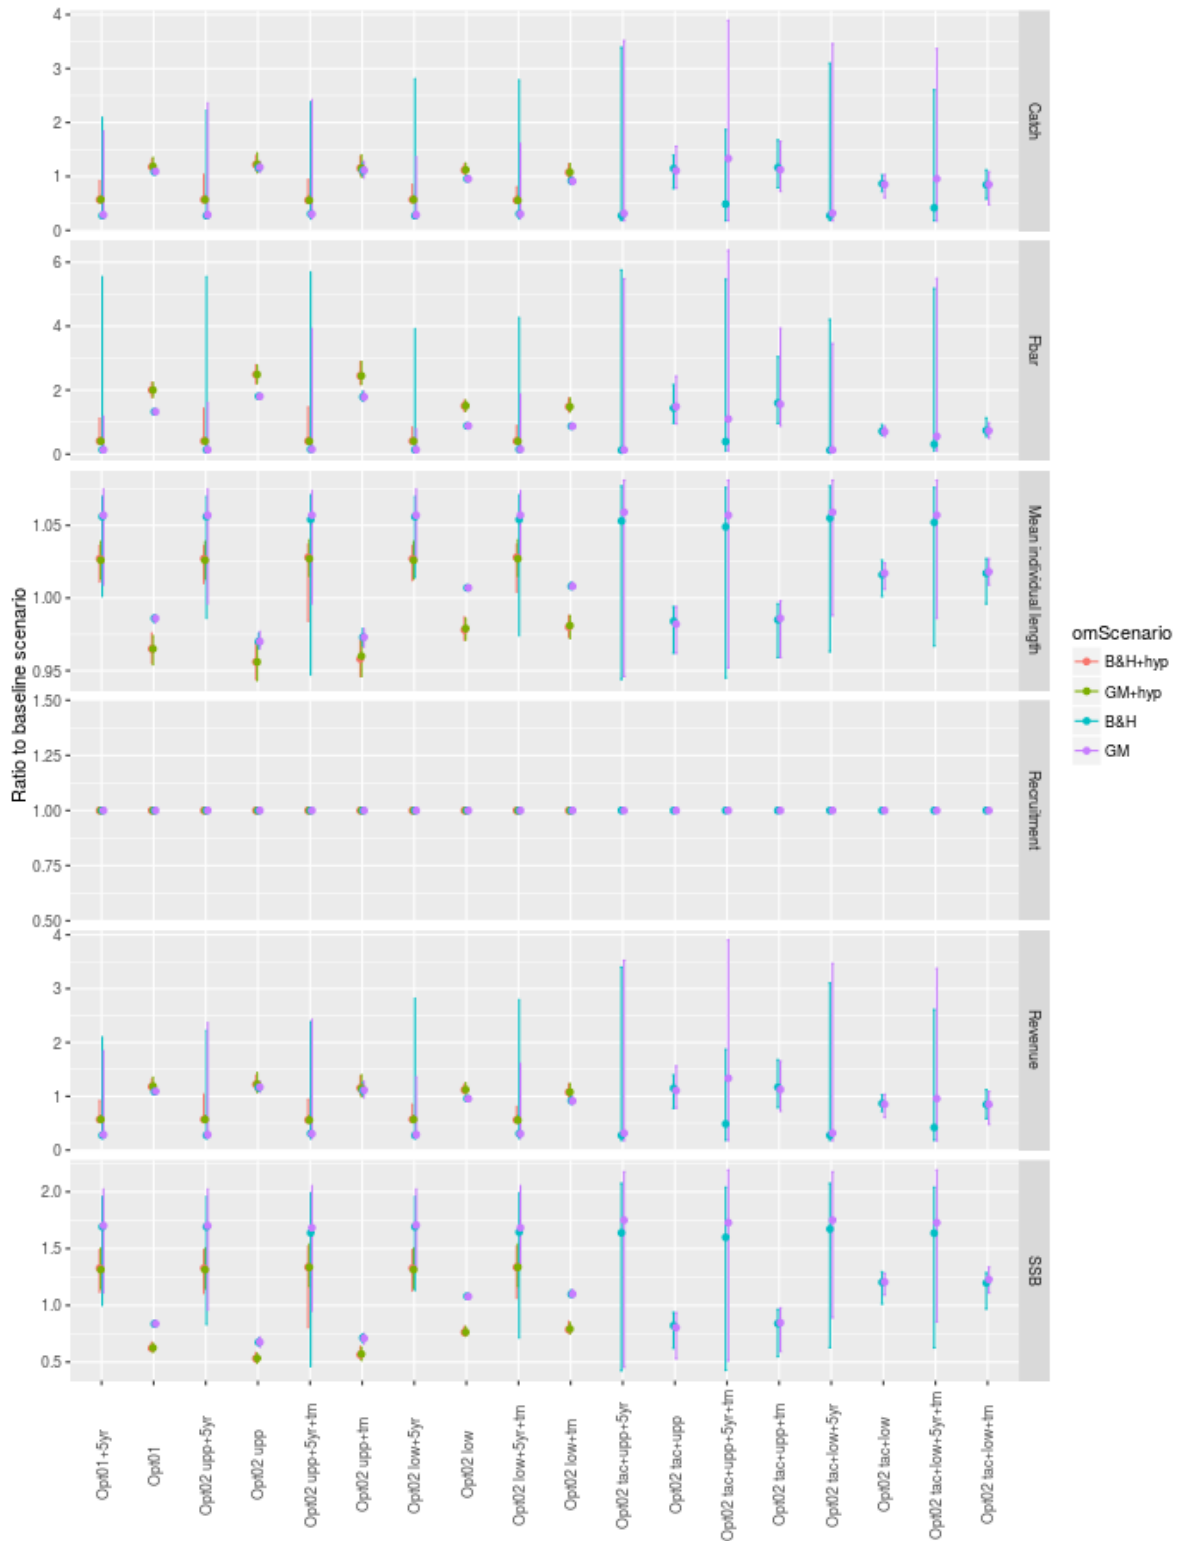 Ratio to baseline scenario
4
3
2
1
0
Catch
6
4
2
0
Fbar
1.05
1.00
0.95
Mean individual length
1.50
1.25
1.00
0.75
0.50
Recruitment
4
3
2
1
0
Revenue
2.0
1.5
1.0
0.5
SSB
Opt01+5yr
Opt01
Opt02 upp+5yr
Opt02 upp
Opt02 upp+5yr+tm
Opt02 upp+tm
Opt02 low+5yr
Opt02 low
Opt02 low+5yr+tm
Opt02 low+tm
Opt02 tac+upp+5yr
Opt02 tac+upp
Opt02 tac+upp+5yr+tm
Opt02 tac+upp+tm
Opt02 tac+low+5yr
Opt02 tac+low
Opt02 tac+low+5yr+tm
Opt02 tac+low+tm
omScenario
B&H+hyp
GM+hyp
B&H
GM